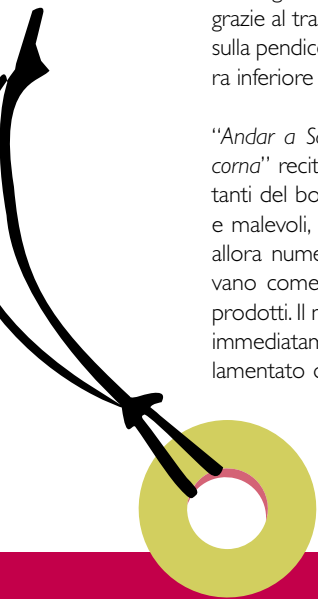 grazie al tra
sulla pendic
ra inferiore
“Andar a S
corna” recit
tanti del bo
e malevoli,
allora nume
vano come
prodotti. Il
immediatan
lamentato